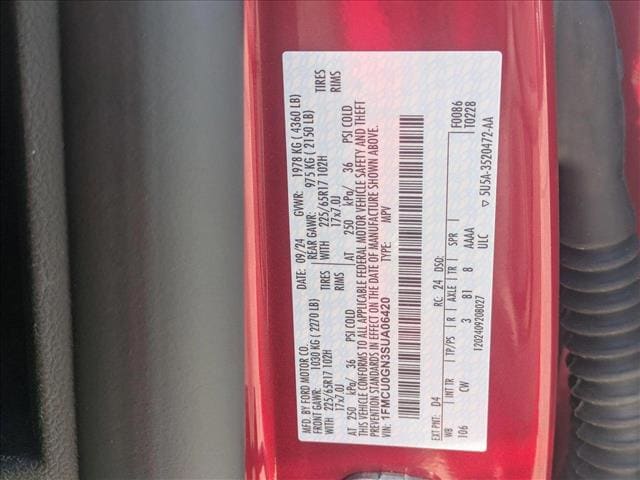 MFD. BY FORD MOTOR CO.
DATE: 09/24 GVWR: 1978 KG ( 4360 LB)
FRONT GAWR: 1030 KG (2270 LB) REAR GAWR: 975 KG ( 2150 LB)
WITH TIRES WITH TIRES
225/65R17 102H 225/65R17 102H
17x7.0J RIMS 17x7.0J RIMS
AT 250 kPa/ 36 PSI COLD AT 250 kPa/ 36 PSI COLD
THIS VEHICLE CONFORMS TO ALL APPLICABLE FEDERAL MOTOR VEHICLE SAFETY AND THEFT
PREVENTION STANDARDS IN EFFECT ON THE DATE OF MANUFACTURE SHOWN ABOVE.
VIN: 1FMCU0GN3SUA06420 TYPE: MPV
EXT PNT: D4 RC: 24 DSO: F0086
WB INT TR TP/PS R AXLE TR SPR T0228
106 CW 3 81 8 AAAA
ULC
1202409208027 ▽ 5U5A-3520472-AA